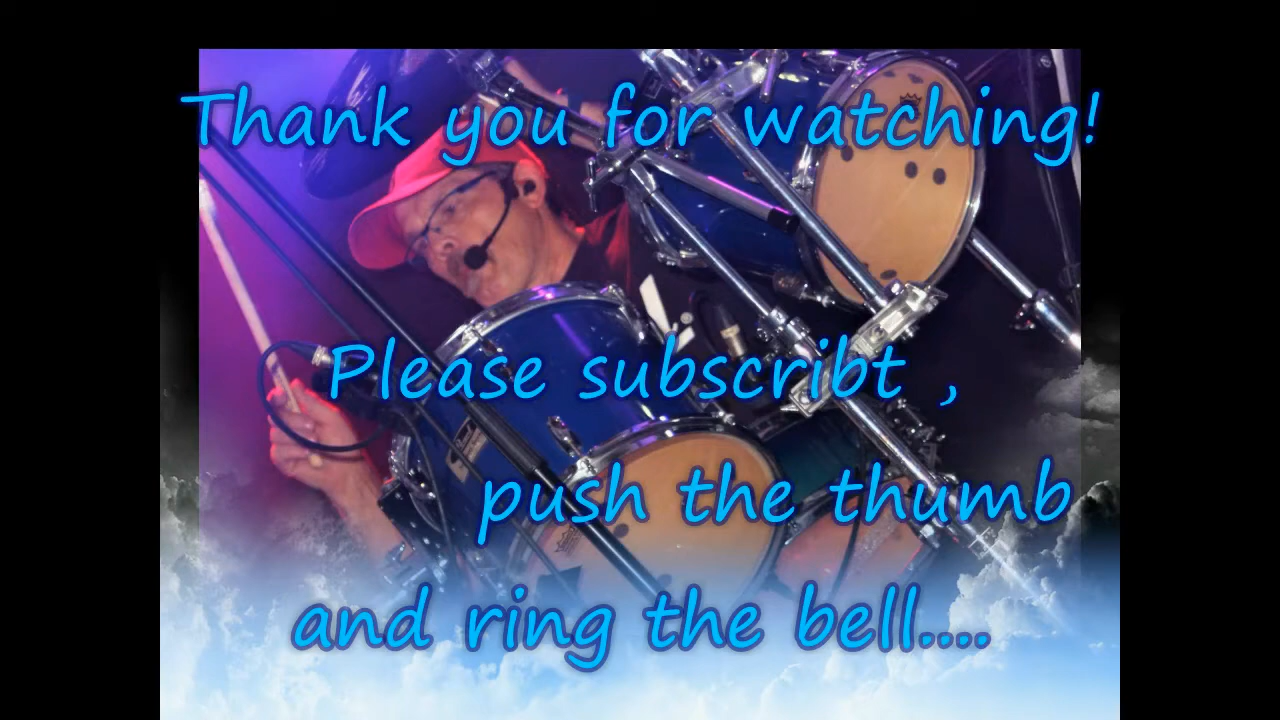 Thank you for watching!
Please subscribt ,
push the thumb
and ring the bell....